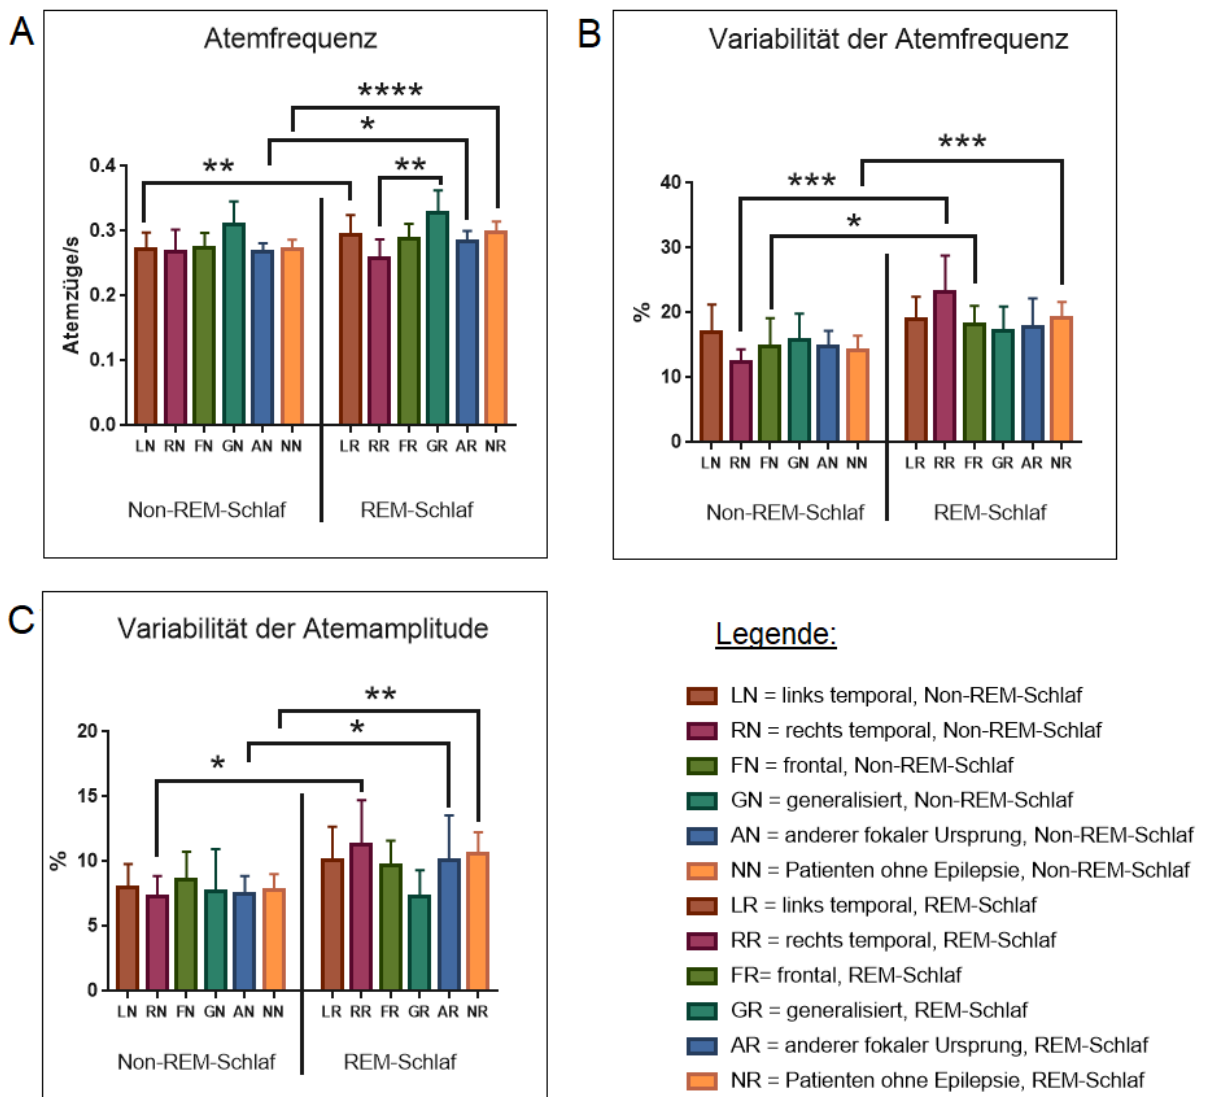 A
Atemfrequenz
****
*
**
**
Atemzüge/s
0.4
0.3
0.2
0.1
0.0
LN RN FN GN AN NN LR RR FR GR AR NR
Non-REM-Schlaf REM-Schlaf
B
Variabilität der Atemfrequenz
***
***
*
%
40
30
20
10
0
LN RN FN GN AN NN LR RR FR GR AR NR
Non-REM-Schlaf REM-Schlaf
C
Variabilität der Atemamplitude
**
*
*
%
20
15
10
5
0
LN RN FN GN AN NN LR RR FR GR AR NR
Non-REM-Schlaf REM-Schlaf
Legende:
LN = links temporal, Non-REM-Schlaf
RN = rechts temporal, Non-REM-Schlaf
FN = frontal, Non-REM-Schlaf
GN = generalisiert, Non-REM-Schlaf
AN = anderer fokaler Ursprung, Non-REM-Schlaf
NN = Patienten ohne Epilepsie, Non-REM-Schlaf
LR = links temporal, REM-Schlaf
RR = rechts temporal, REM-Schlaf
FR= frontal, REM-Schlaf
GR = generalisiert, REM-Schlaf
AR = anderer fokaler Ursprung, REM-Schlaf
NR = Patienten ohne Epilepsie, REM-Schlaf